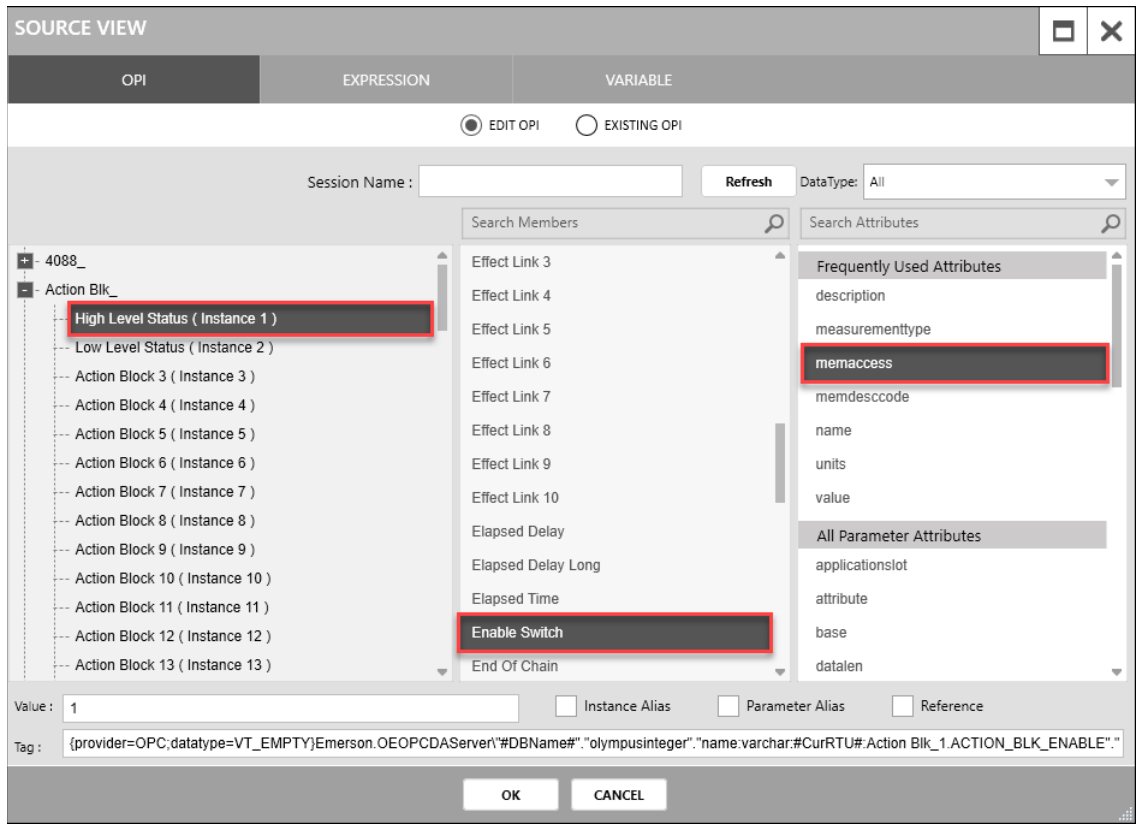 SOURCE VIEW
OPI EXPRESSION VARIABLE
EDIT OPI EXISTING OPI
Session Name : Refresh DataType: All
Search Members Search Attributes
4088_
Action Blk_
High Level Status ( Instance 1 )
Low Level Status ( Instance 2 )
Action Block 3 ( Instance 3 )
Action Block 4 ( Instance 4 )
Action Block 5 ( Instance 5 )
Action Block 6 ( Instance 6 )
Action Block 7 ( Instance 7 )
Action Block 8 ( Instance 8 )
Action Block 9 ( Instance 9 )
Action Block 10 ( Instance 10 )
Action Block 11 ( Instance 11 )
Action Block 12 ( Instance 12 )
Action Block 13 ( Instance 13 )
Effect Link 3
Effect Link 4
Effect Link 5
Effect Link 6
Effect Link 7
Effect Link 8
Effect Link 9
Effect Link 10
Elapsed Delay
Elapsed Delay Long
Elapsed Time
Enable Switch
End Of Chain
Frequently Used Attributes
description
measurementtype
memaccess
memdesccode
name
units
value
All Parameter Attributes
applicationslot
attribute
base
datalen
Value : 1 Instance Alias Parameter Alias Reference
Tag : {provider=OPC;datatype=VT_EMPTY}Emerson.OEOPCDAServer\"#DBName#"."olympusinteger"."name:varchar:#CurRTU#:Action Blk_1.ACTION_BLK_ENABLE"."
OK CANCEL